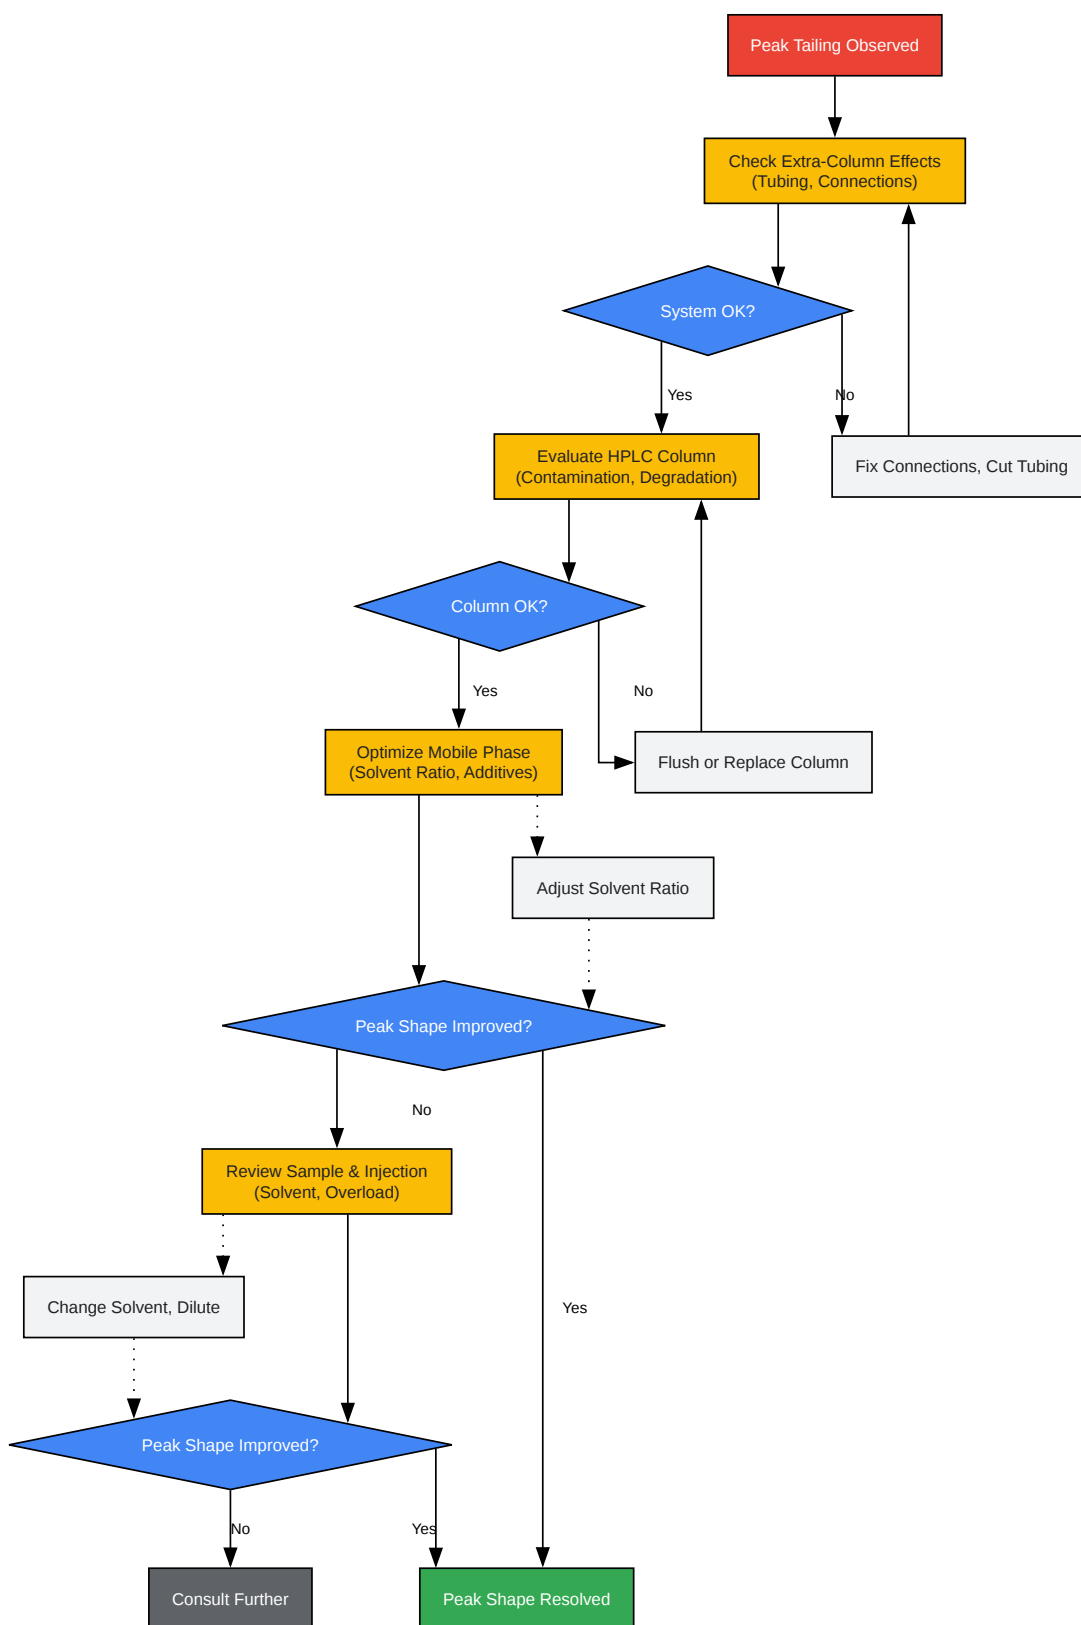 Peak Tailing Observed
Check Extra-Column Effects
(Tubing, Connections)
System OK?
Yes
No
Evaluate HPLC Column
(Contamination, Degradation)
Fix Connections, Cut Tubing
Column OK?
Yes
No
Optimize Mobile Phase
(Solvent Ratio, Additives)
Flush or Replace Column
Adjust Solvent Ratio
Peak Shape Improved?
No
Review Sample & Injection
(Solvent, Overload)
Change Solvent, Dilute
Yes
Peak Shape Improved?
No
Yes
Consult Further
Peak Shape Resolved